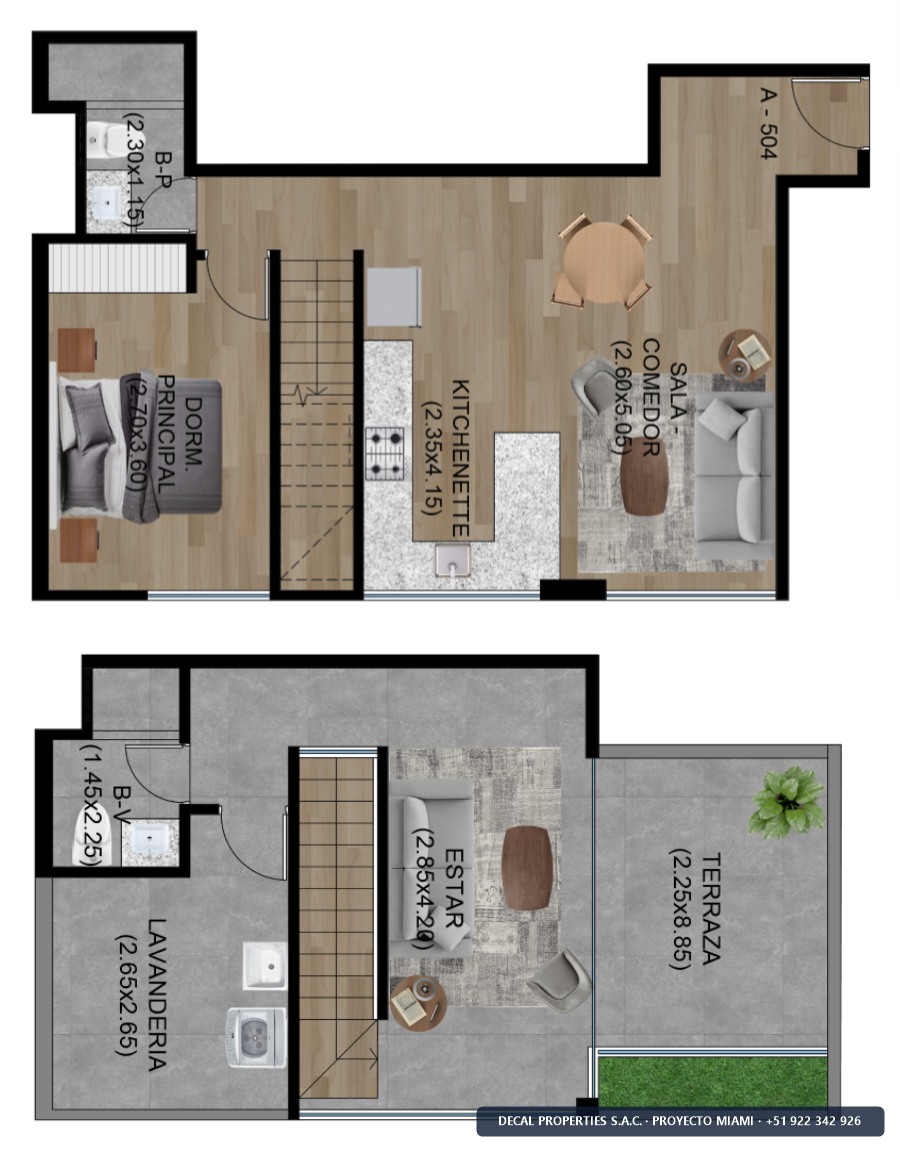 A - 504
B-P
(2.30x1.15)
DORM.
PRINCIPAL
(2.70x3.60)
KITCHENETTE
(2.35x4.15)
SALA -
COMEDOR
(2.60x5.05)
B-V
(1.45x2.25)
LAVANDERIA
(2.65x2.65)
ESTAR
(2.85x4.20)
TERRAZA
(2.25x8.85)
DECAL PROPERTIES S.A.C. · PROYECTO MIAMI · +51 922 342 926